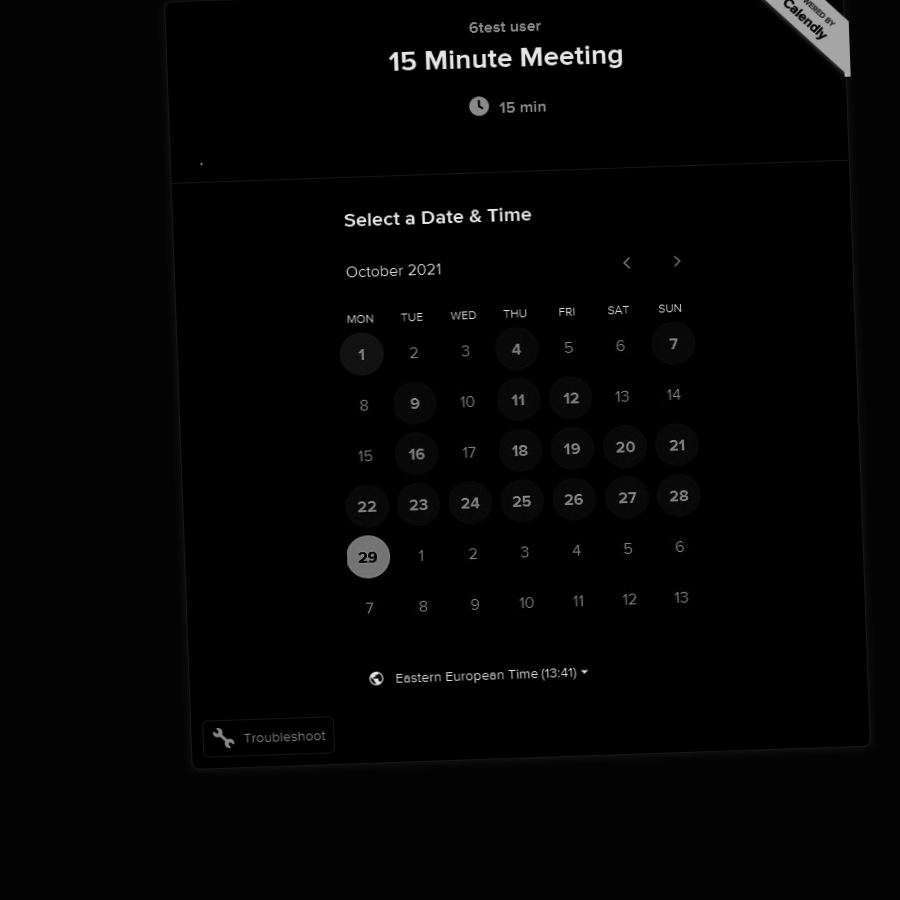 POWERED BY
Calendly
6test user
15 Minute Meeting
15 min
.
Select a Date & Time
October 2021
MON TUE WED THU FRI SAT SUN
1 2 3 4 5 6 7
8 9 10 11 12 13 14
15 16 17 18 19 20 21
22 23 24 25 26 27 28
29 1 2 3 4 5 6
7 8 9 10 11 12 13
Eastern European Time (13:41)
Troubleshoot